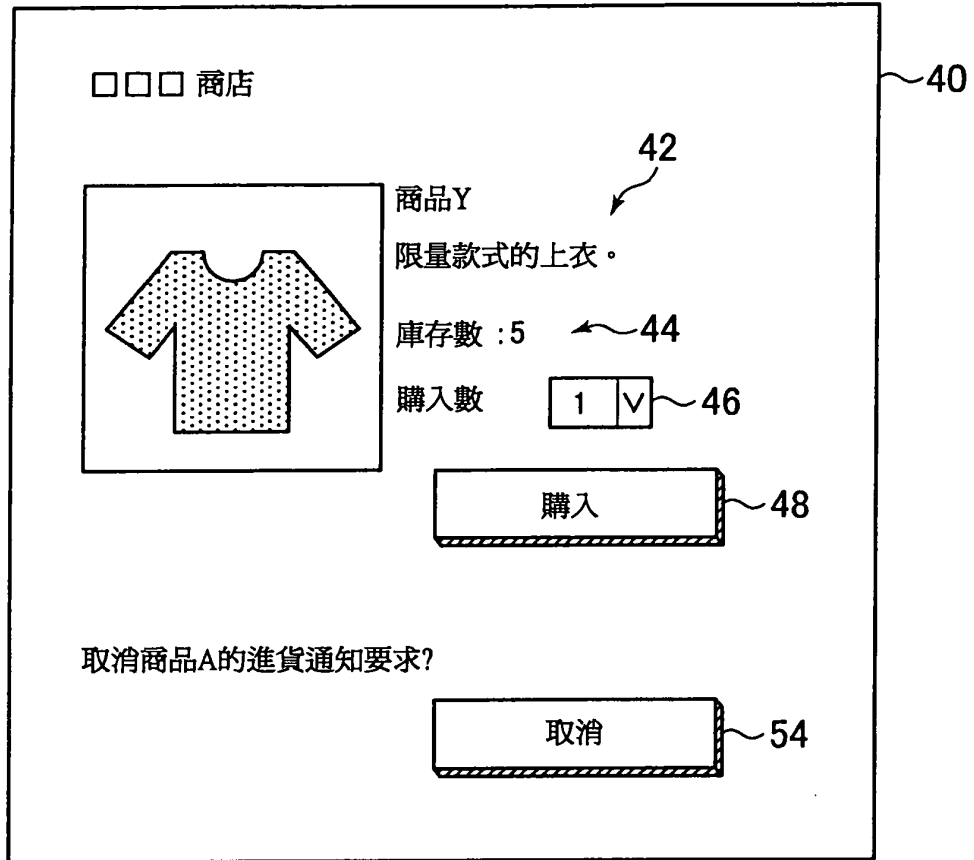 □□□ 商店
40
42
商品Y
限量款式的上衣。
庫存數 :5
44
購入數
1
V
46
購入
48
取消商品A的進貨通知要求?
取消
54